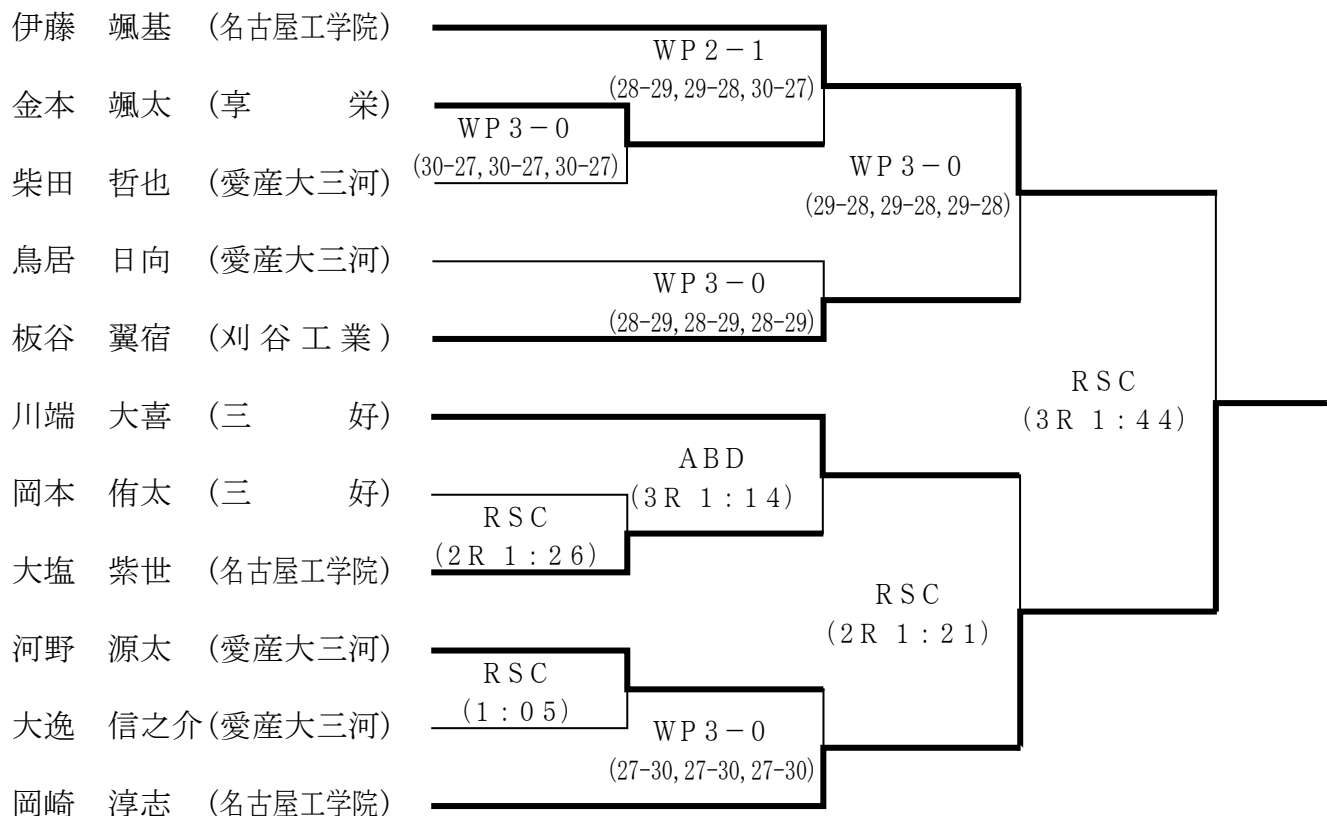 伊藤 颯基 (名古屋工学院)
WP2-1
(28-29,29-28,30-27)
金本 颯太 (享 栄)
WP3-0
(30-27,30-27,30-27)
柴田 哲也 (愛産大三河)
WP3-0
(29-28,29-28,29-28)
鳥居 日向 (愛産大三河)
WP3-0
(28-29,28-29,28-29)
板谷 翼宿 (刈谷工業)
RSC
(3R 1:44)
川端 大喜 (三 好)
ABD
(3R 1:14)
岡本 侑太 (三 好)
RSC
(2R 1:26)
大塩 紫世 (名古屋工学院)
RSC
(2R 1:21)
河野 源太 (愛産大三河)
RSC
(1:05)
大逸 信之介(愛産大三河)
WP3-0
(27-30,27-30,27-30)
岡崎 淳志 (名古屋工学院)